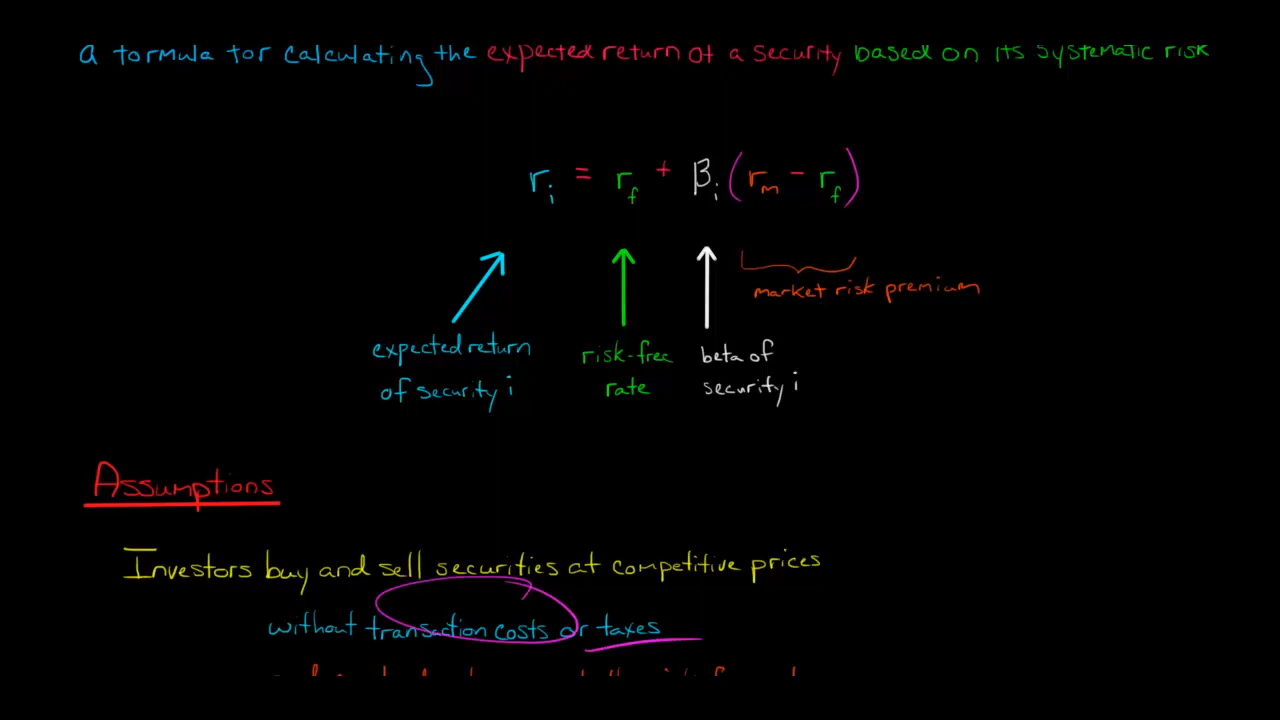 a formula for calculating the expected return of a security based on its systematic risk
rᵢ = r_f + βᵢ (r_m − r_f)
market risk premium
expected return
of security i
risk-free
rate
beta of
security i
Assumptions
Investors buy and sell securities at competitive prices
without transaction costs or taxes